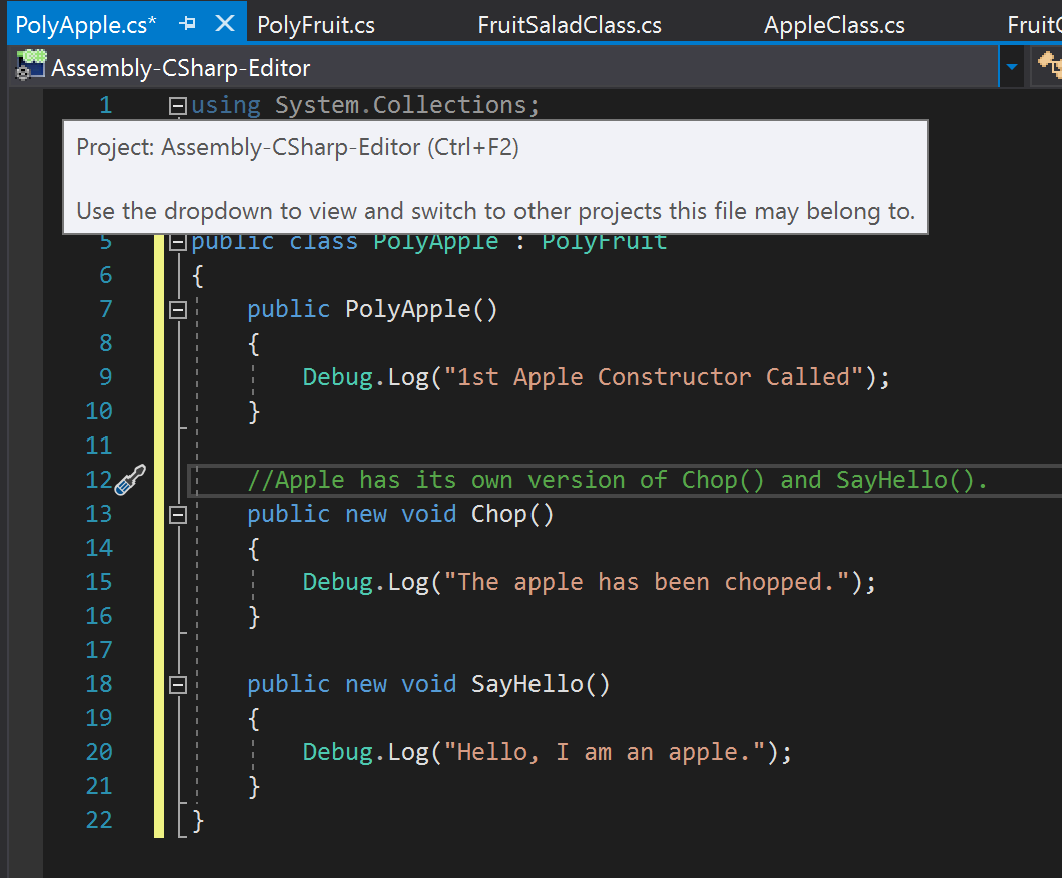 PolyApple.cs* PolyFruit.cs FruitSaladClass.cs AppleClass.cs
Assembly-CSharp-Editor
1 using System.Collections;
Project: Assembly-CSharp-Editor (Ctrl+F2)
Use the dropdown to view and switch to other projects this file may belong to.
5 public class PolyApple : PolyFruit
6 {
7 public PolyApple()
8 {
9 Debug.Log("1st Apple Constructor Called");
10 }
11
12 //Apple has its own version of Chop() and SayHello().
13 public new void Chop()
14 {
15 Debug.Log("The apple has been chopped.");
16 }
17
18 public new void SayHello()
19 {
20 Debug.Log("Hello, I am an apple.");
21 }
22 }